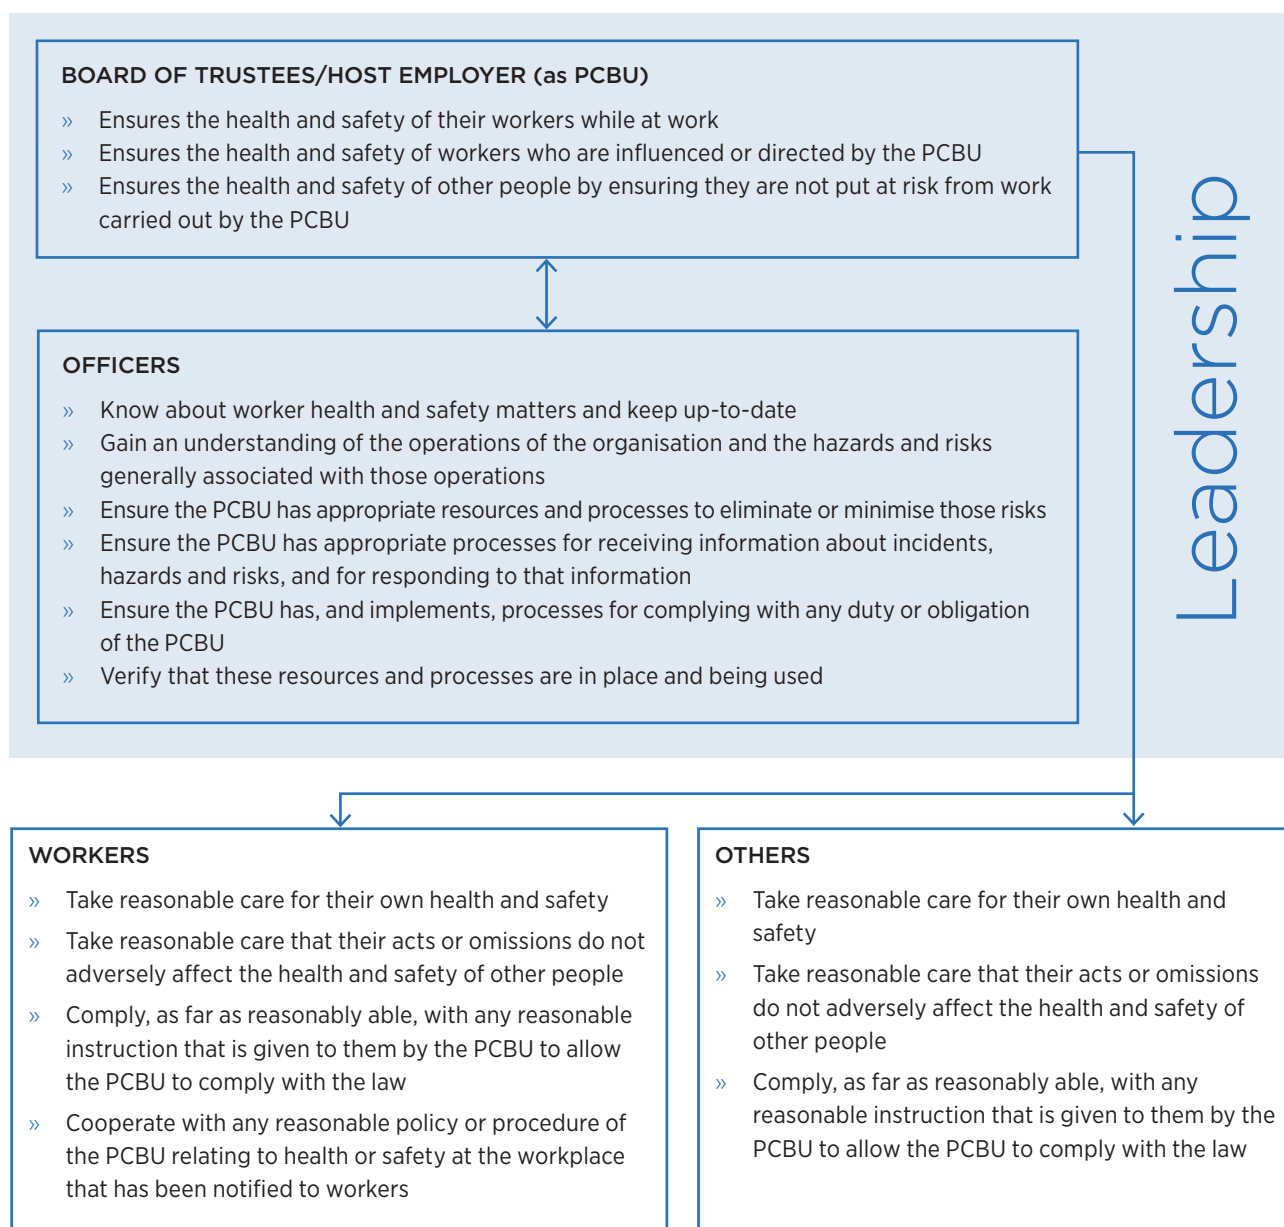 BOARD OF TRUSTEES/HOST EMPLOYER (as PCBU)
» Ensures the health and safety of their workers while at work
» Ensures the health and safety of workers who are influenced or directed by the PCBU
» Ensures the health and safety of other people by ensuring they are not put at risk from work
carried out by the PCBU
OFFICERS
» Know about worker health and safety matters and keep up-to-date
» Gain an understanding of the operations of the organisation and the hazards and risks
generally associated with those operations
» Ensure the PCBU has appropriate resources and processes to eliminate or minimise those risks
» Ensure the PCBU has appropriate processes for receiving information about incidents,
hazards and risks, and for responding to that information
» Ensure the PCBU has, and implements, processes for complying with any duty or obligation
of the PCBU
» Verify that these resources and processes are in place and being used
Leadership
WORKERS
» Take reasonable care for their own health and safety
» Take reasonable care that their acts or omissions do not
adversely affect the health and safety of other people
» Comply, as far as reasonably able, with any reasonable
instruction that is given to them by the PCBU to allow
the PCBU to comply with the law
» Cooperate with any reasonable policy or procedure of
the PCBU relating to health or safety at the workplace
that has been notified to workers
OTHERS
» Take reasonable care for their own health and
safety
» Take reasonable care that their acts or omissions
do not adversely affect the health and safety of
other people
» Comply, as far as reasonably able, with any
reasonable instruction that is given to them by the
PCBU to allow the PCBU to comply with the law